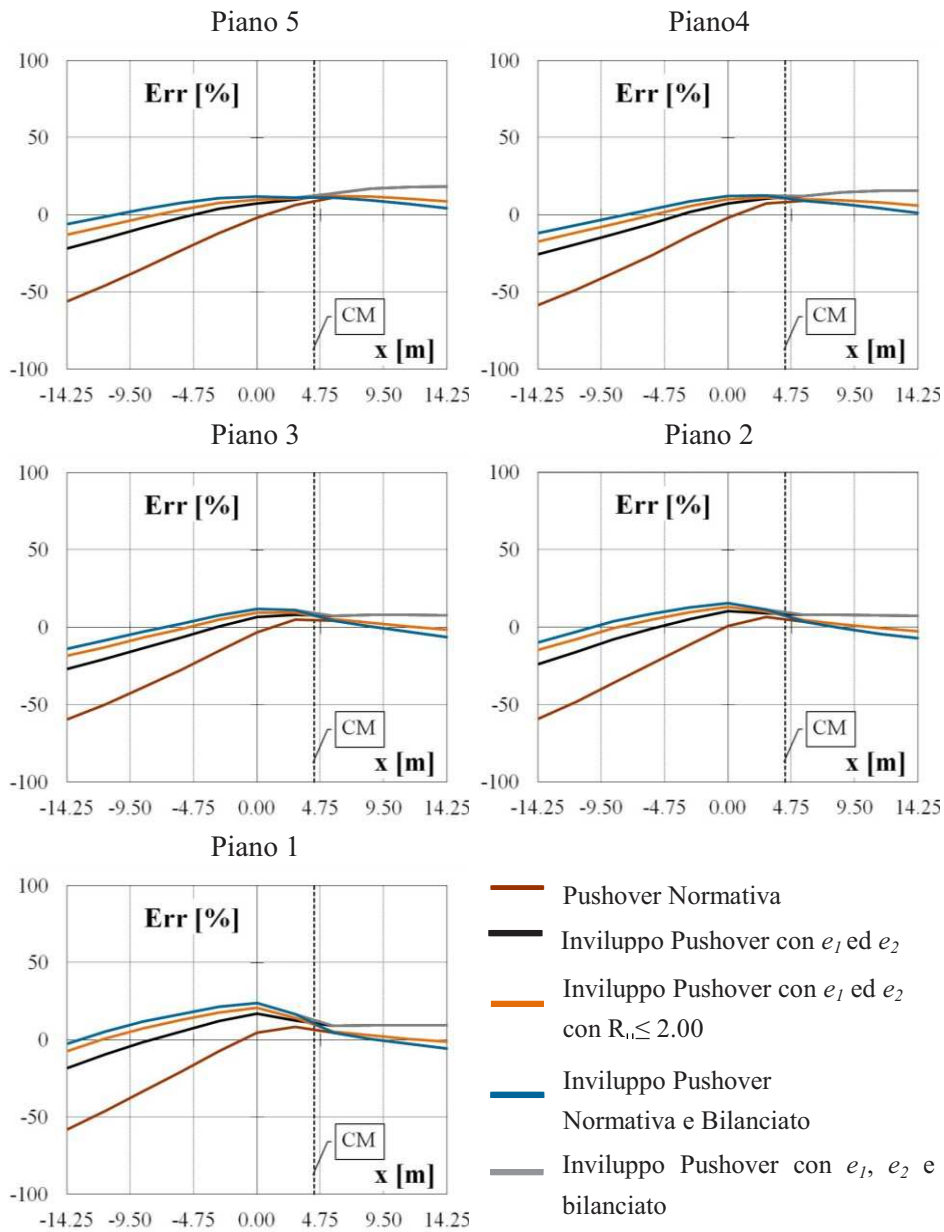 Piano 5
Piano4
100
Err [%]
50
0
-50
CM
x [m]
-100
-14.25 -9.50 -4.75 0.00 4.75 9.50 14.25
100
Err [%]
50
0
-50
CM
x [m]
-100
-14.25 -9.50 -4.75 0.00 4.75 9.50 14.25
Piano 3
Piano 2
100
Err [%]
50
0
-50
CM
x [m]
-100
-14.25 -9.50 -4.75 0.00 4.75 9.50 14.25
100
Err [%]
50
0
-50
CM
x [m]
-100
-14.25 -9.50 -4.75 0.00 4.75 9.50 14.25
Piano 1
100
Err [%]
50
0
-50
CM
x [m]
-100
-14.25 -9.50 -4.75 0.00 4.75 9.50 14.25
Pushover Normativa
Inviluppo Pushover con e1 ed e2
Inviluppo Pushover con e1 ed e2
con R ≤ 2.00
Inviluppo Pushover
Normativa e Bilanciato
Inviluppo Pushover con e1, e2 e
bilanciato